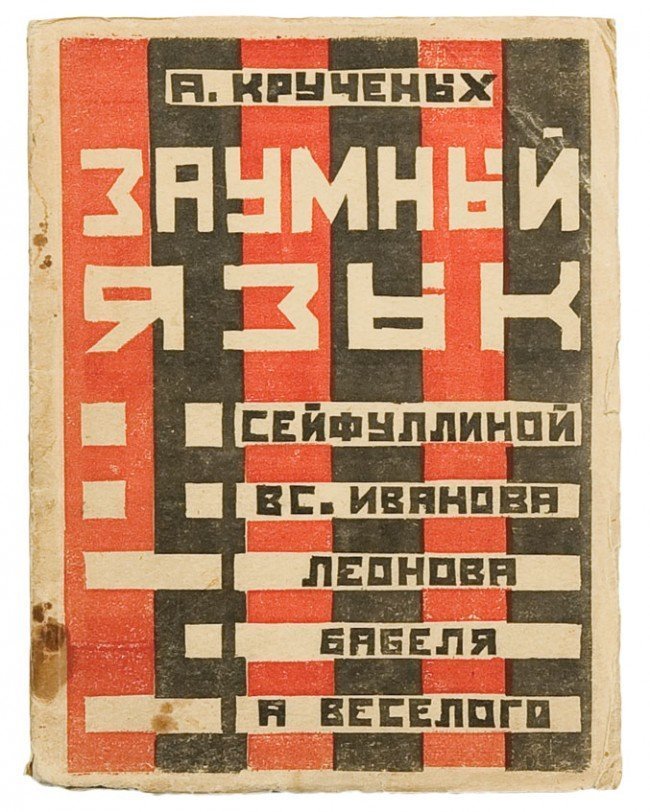 А. КРУЧЕНЫХ
ЗАУМНЫЙ
ЯЗЫК
СЕЙФУЛЛИНОЙ
ВС. ИВАНОВА
ЛЕОНОВА
БАБЕЛЯ
А ВЕСЕЛОГО